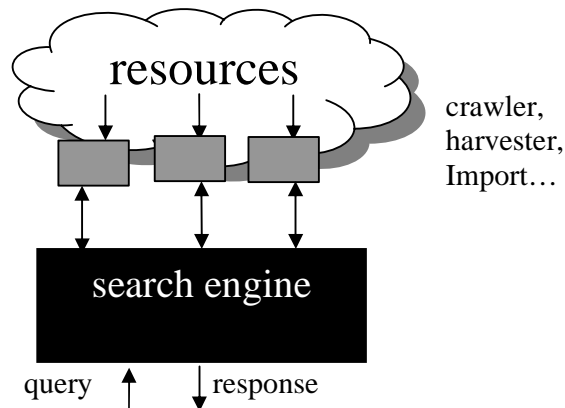 resources
crawler,
harvester,
Import…
search engine
query
response